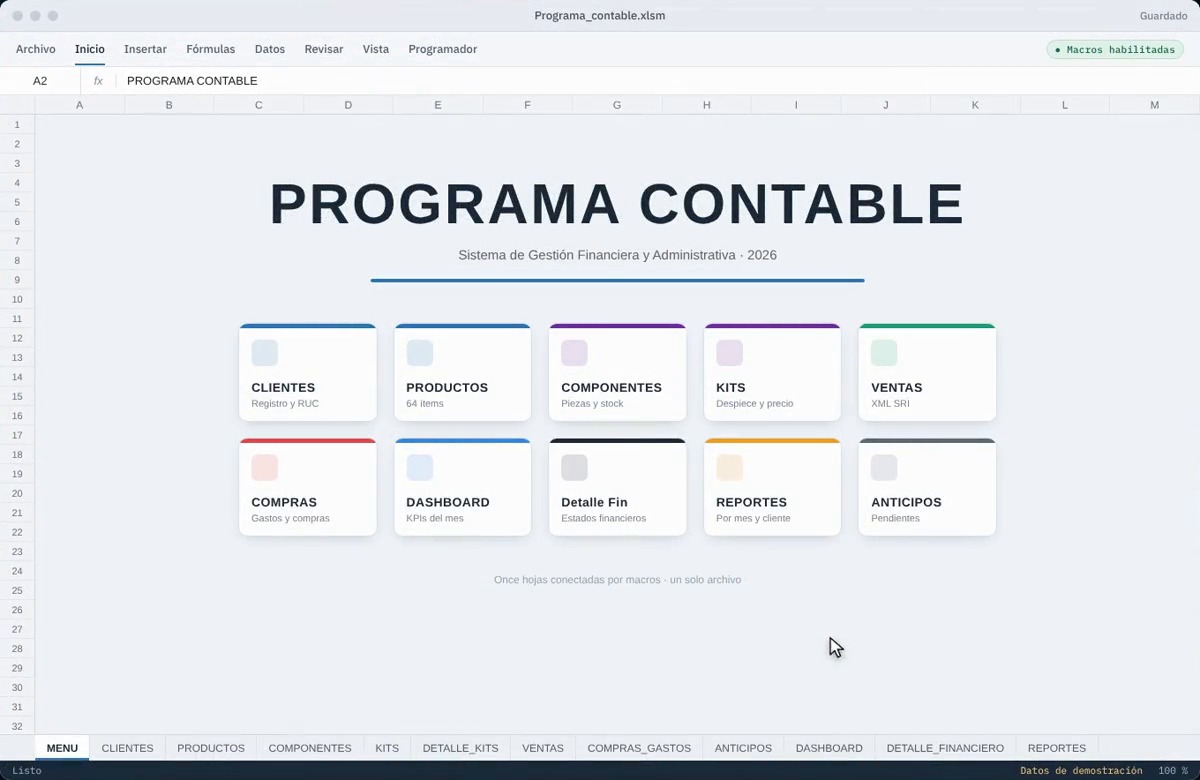 Programa_contable.xlsm
Guardado
Archivo Inicio Insertar Fórmulas Datos Revisar Vista Programador
● Macros habilitadas
A2 fx PROGRAMA CONTABLE
A B C D E F G H I J K L M
1
2
3
4
5
6
7
8
9
10
11
12
13
14
15
16
17
18
19
20
21
22
23
24
25
26
27
28
29
30
31
32
PROGRAMA CONTABLE
Sistema de Gestión Financiera y Administrativa · 2026
CLIENTES
Registro y RUC
PRODUCTOS
64 items
COMPONENTES
Piezas y stock
KITS
Despiece y precio
VENTAS
XML SRI
COMPRAS
Gastos y compras
DASHBOARD
KPIs del mes
Detalle Fin
Estados financieros
REPORTES
Por mes y cliente
ANTICIPOS
Pendientes
Once hojas conectadas por macros · un solo archivo
MENU CLIENTES PRODUCTOS COMPONENTES KITS DETALLE_KITS VENTAS COMPRAS_GASTOS ANTICIPOS DASHBOARD DETALLE_FINANCIERO REPORTES
Listo
Datos de demostración 100 %